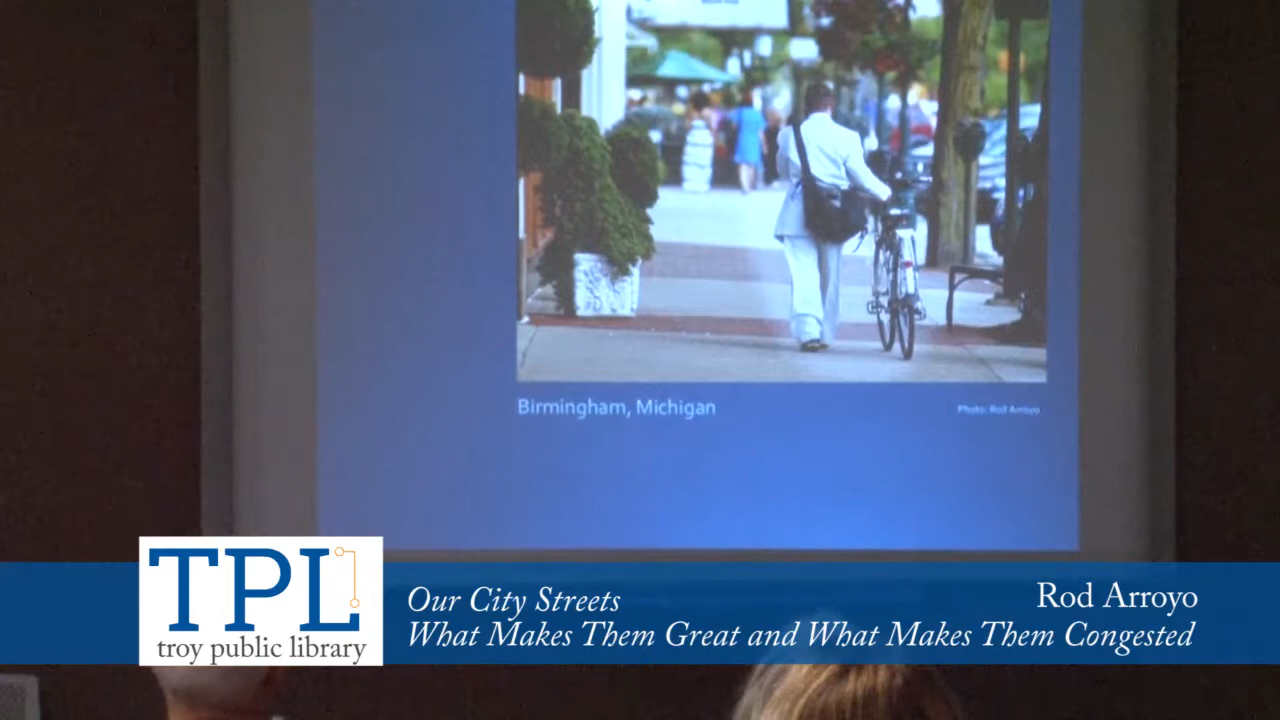 Birmingham, Michigan
Photo: Rod Arroyo
TPL
troy public library
Our City Streets
Rod Arroyo
What Makes Them Great and What Makes Them Congested